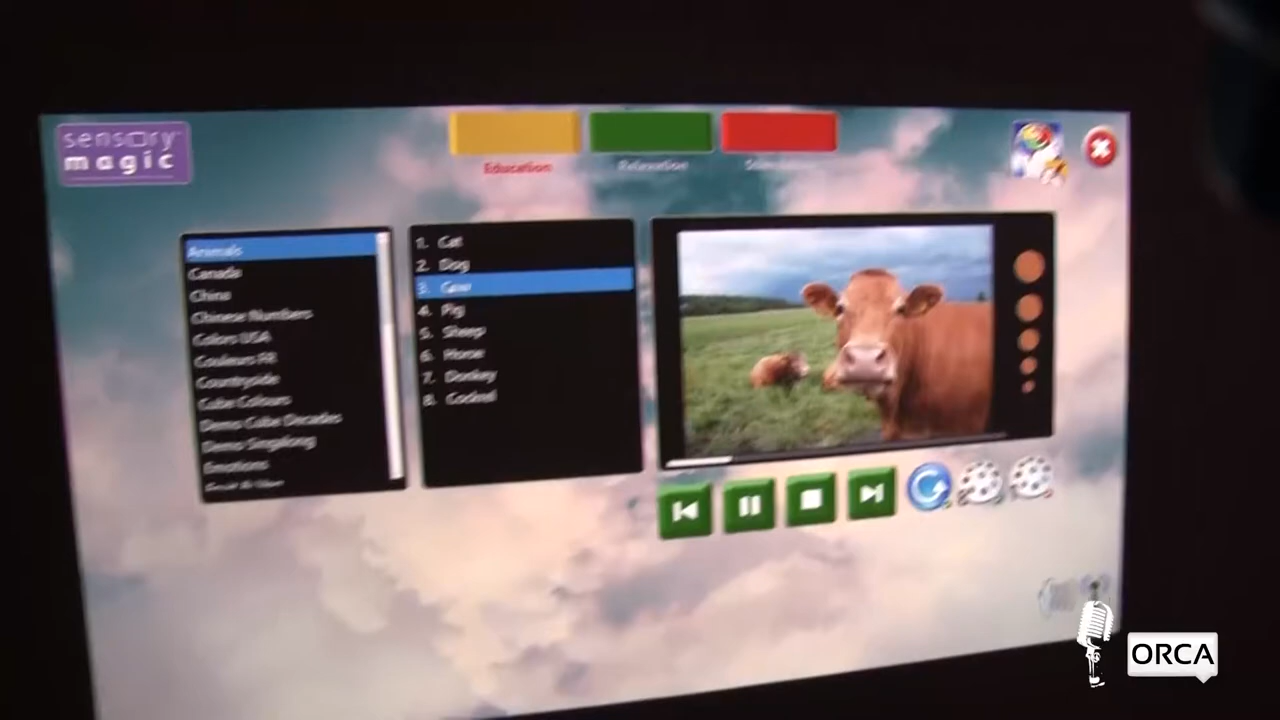 sensory
magic
Education
Relaxation
Animals
Canada
China
Chinese Numbers
Colors USA
Couleurs FR
Countryside
Cube Colours
Demo Cube Decades
Demo Singalong
Emotions
1. Cat
2. Dog
3. Cow
4. Pig
5. Sheep
6. Horse
7. Donkey
8. Cockrel
ORCA